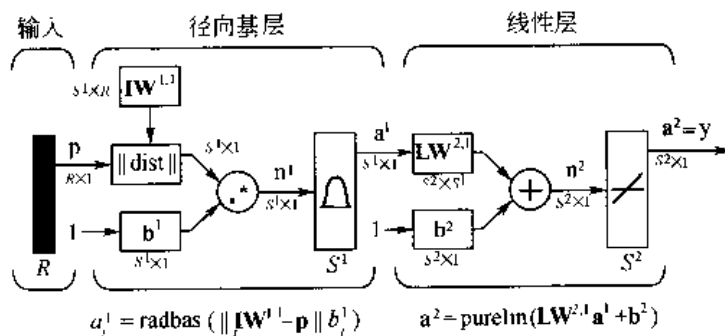 输入
径向基层
线性层
S¹×R
IW¹,¹
p
R×1
‖ dist ‖
S¹×1
.*
n¹
S¹×1
a¹
S¹×1
1
b¹
S¹×1
LW²,¹
S²×S¹
+
n²
S²×1
a²=y
S²×1
1
b²
S²×1
R
S¹
S²
aᵢ¹ = radbas (‖ IW¹,¹−p ‖ bᵢ¹)
a²=purelin(LW²,¹a¹+b²)